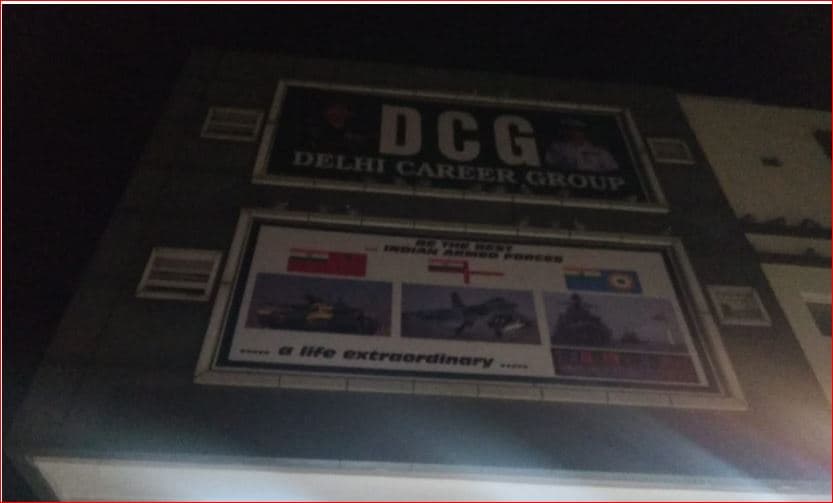 DCG
DELHI CAREER GROUP
BE THE BEST
... INDIAN ARMED FORCES
..... a life extraordinary .....